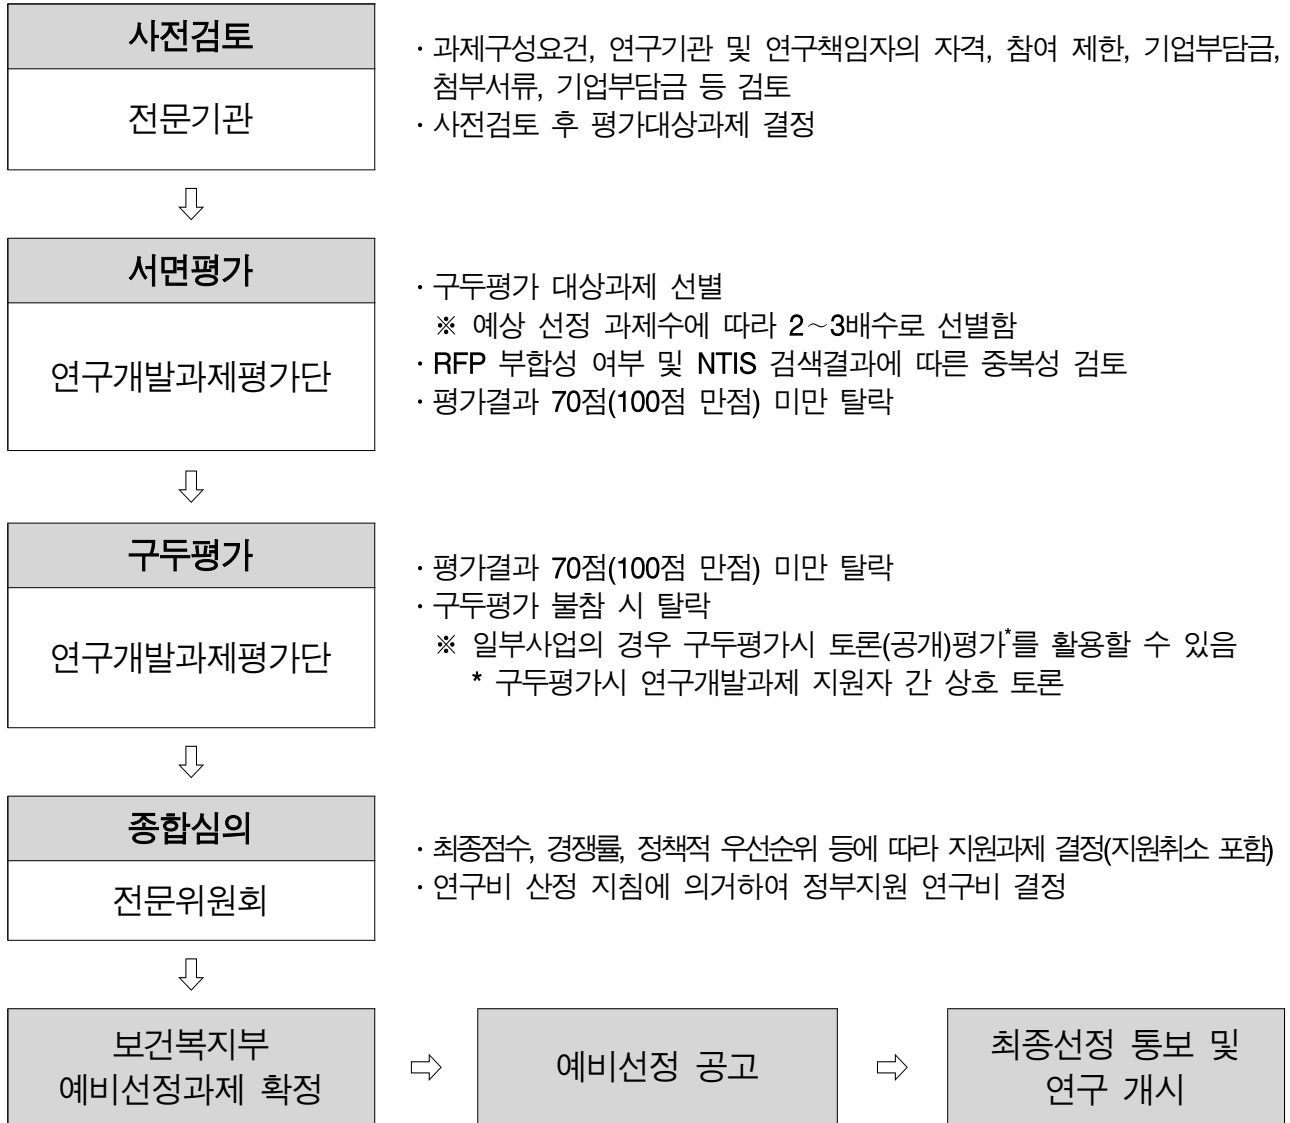 사전검토
전문기관
· 과제구성요건, 연구기관 및 연구책임자의 자격, 참여 제한, 기업부담금,
첨부서류, 기업부담금 등 검토
· 사전검토 후 평가대상과제 결정
⇩
서면평가
연구개발과제평가단
· 구두평가 대상과제 선별
※ 예상 선정 과제수에 따라 2~3배수로 선별함
· RFP 부합성 여부 및 NTIS 검색결과에 따른 중복성 검토
· 평가결과 70점(100점 만점) 미만 탈락
⇩
구두평가
연구개발과제평가단
· 평가결과 70점(100점 만점) 미만 탈락
· 구두평가 불참 시 탈락
※ 일부사업의 경우 구두평가시 토론(공개)평가*를 활용할 수 있음
* 구두평가시 연구개발과제 지원자 간 상호 토론
⇩
종합심의
전문위원회
· 최종점수, 경쟁률, 정책적 우선순위 등에 따라 지원과제 결정(지원취소 포함)
· 연구비 산정 지침에 의거하여 정부지원 연구비 결정
⇩
보건복지부
예비선정과제 확정
⇨
예비선정 공고
⇨
최종선정 통보 및
연구 개시